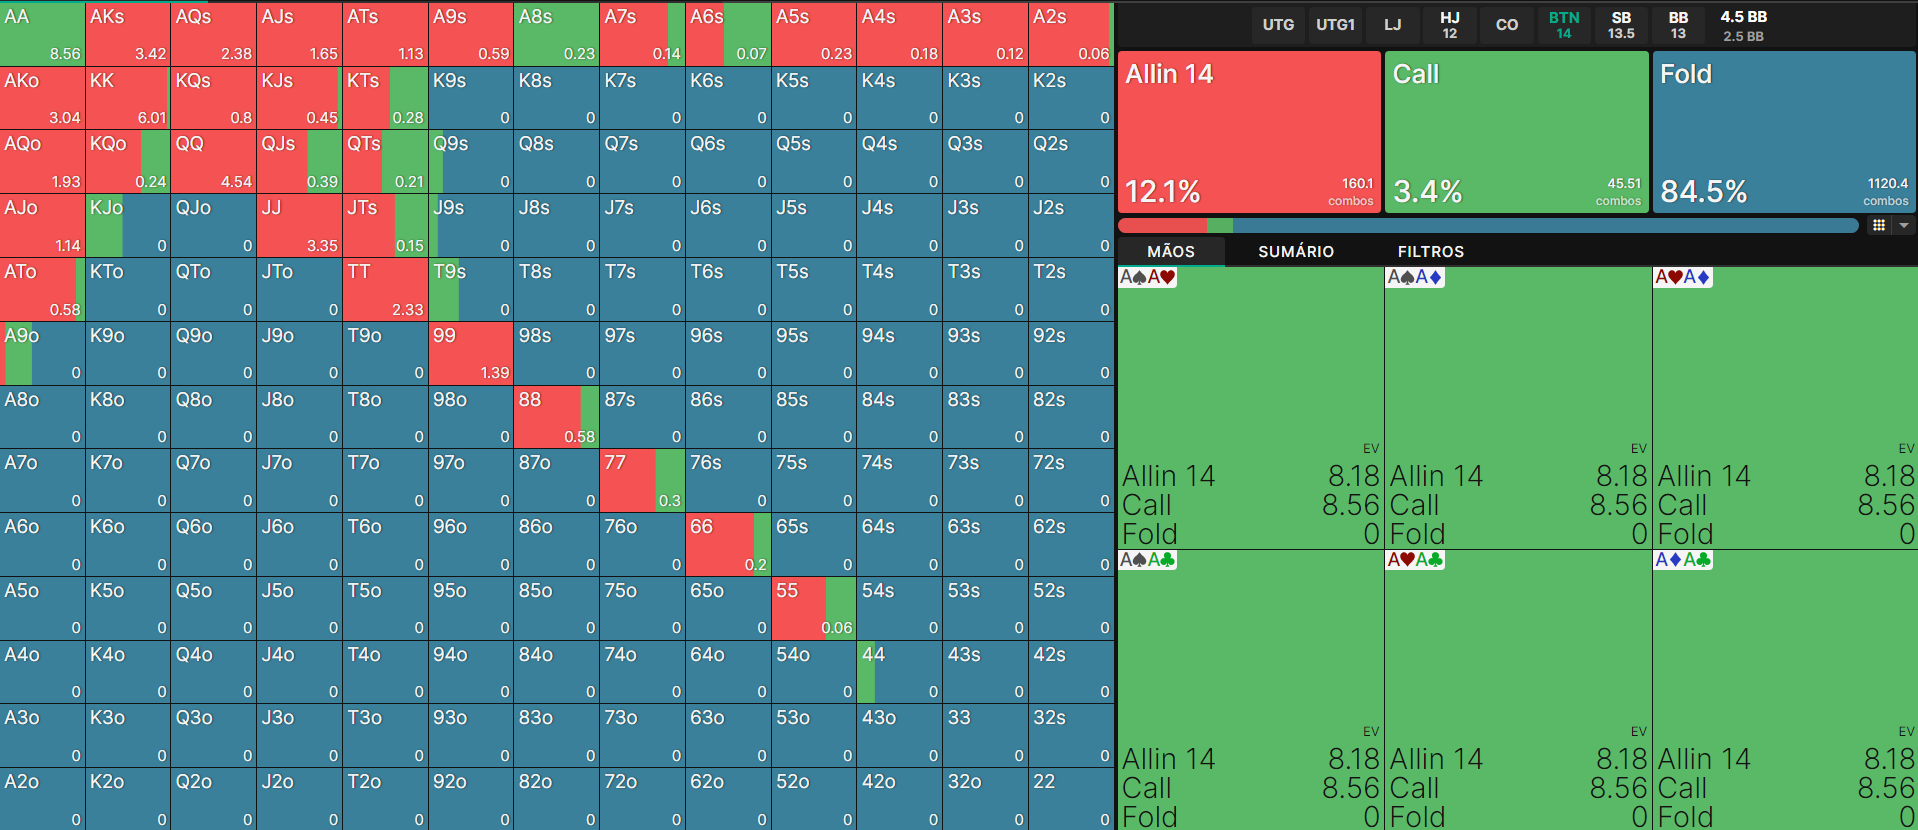 AA AKs AQs AJs ATs A9s A8s A7s A6s A5s A4s A3s A2s
8.56 3.42 2.38 1.65 1.13 0.59 0.23 0.14 0.07 0.23 0.18 0.12 0.06
AKo KK KQs KJs KTs K9s K8s K7s K6s K5s K4s K3s K2s
3.04 6.01 0.8 0.45 0.28 0 0 0 0 0 0 0 0
AQo KQo QQ QJs QTs Q9s Q8s Q7s Q6s Q5s Q4s Q3s Q2s
1.93 0.24 4.54 0.39 0.21 0 0 0 0 0 0 0 0
AJo KJo QJo JJ JTs J9s J8s J7s J6s J5s J4s J3s J2s
1.14 0 0 3.35 0.15 0 0 0 0 0 0 0 0
ATo KTo QTo JTo TT T9s T8s T7s T6s T5s T4s T3s T2s
0.58 0 0 0 2.33 0 0 0 0 0 0 0 0
A9o K9o Q9o J9o T9o 99 98s 97s 96s 95s 94s 93s 92s
0 0 0 0 0 1.39 0 0 0 0 0 0 0
A8o K8o Q8o J8o T8o 98o 88 87s 86s 85s 84s 83s 82s
0 0 0 0 0 0 0.58 0 0 0 0 0 0
A7o K7o Q7o J7o T7o 97o 87o 77 76s 75s 74s 73s 72s
0 0 0 0 0 0 0 0.3 0 0 0 0 0
A6o K6o Q6o J6o T6o 96o 86o 76o 66 65s 64s 63s 62s
0 0 0 0 0 0 0 0 0.2 0 0 0 0
A5o K5o Q5o J5o T5o 95o 85o 75o 65o 55 54s 53s 52s
0 0 0 0 0 0 0 0 0 0.06 0 0 0
A4o K4o Q4o J4o T4o 94o 84o 74o 64o 54o 44 43s 42s
0 0 0 0 0 0 0 0 0 0 0 0 0
A3o K3o Q3o J3o T3o 93o 83o 73o 63o 53o 43o 33 32s
0 0 0 0 0 0 0 0 0 0 0 0 0
A2o K2o Q2o J2o T2o 92o 82o 72o 62o 52o 42o 32o 22
0 0 0 0 0 0 0 0 0 0 0 0 0
UTG UTG1 LJ HJ CO BTN SB BB 4.5 BB
12 14 13.5 13 2.5 BB
Allin 14 Call Fold
12.1% 160.1 combos 3.4% 45.51 combos 84.5% 1120.4 combos
MÃOS SUMÁRIO FILTROS
A♠A♥ A♠A♦ A♥A♦
EV EV EV
Allin 14 8.18 Allin 14 8.18 Allin 14 8.18
Call 8.56 Call 8.56 Call 8.56
Fold 0 Fold 0 Fold 0
A♠A♣ A♥A♣ A♦A♣
EV EV EV
Allin 14 8.18 Allin 14 8.18 Allin 14 8.18
Call 8.56 Call 8.56 Call 8.56
Fold 0 Fold 0 Fold 0